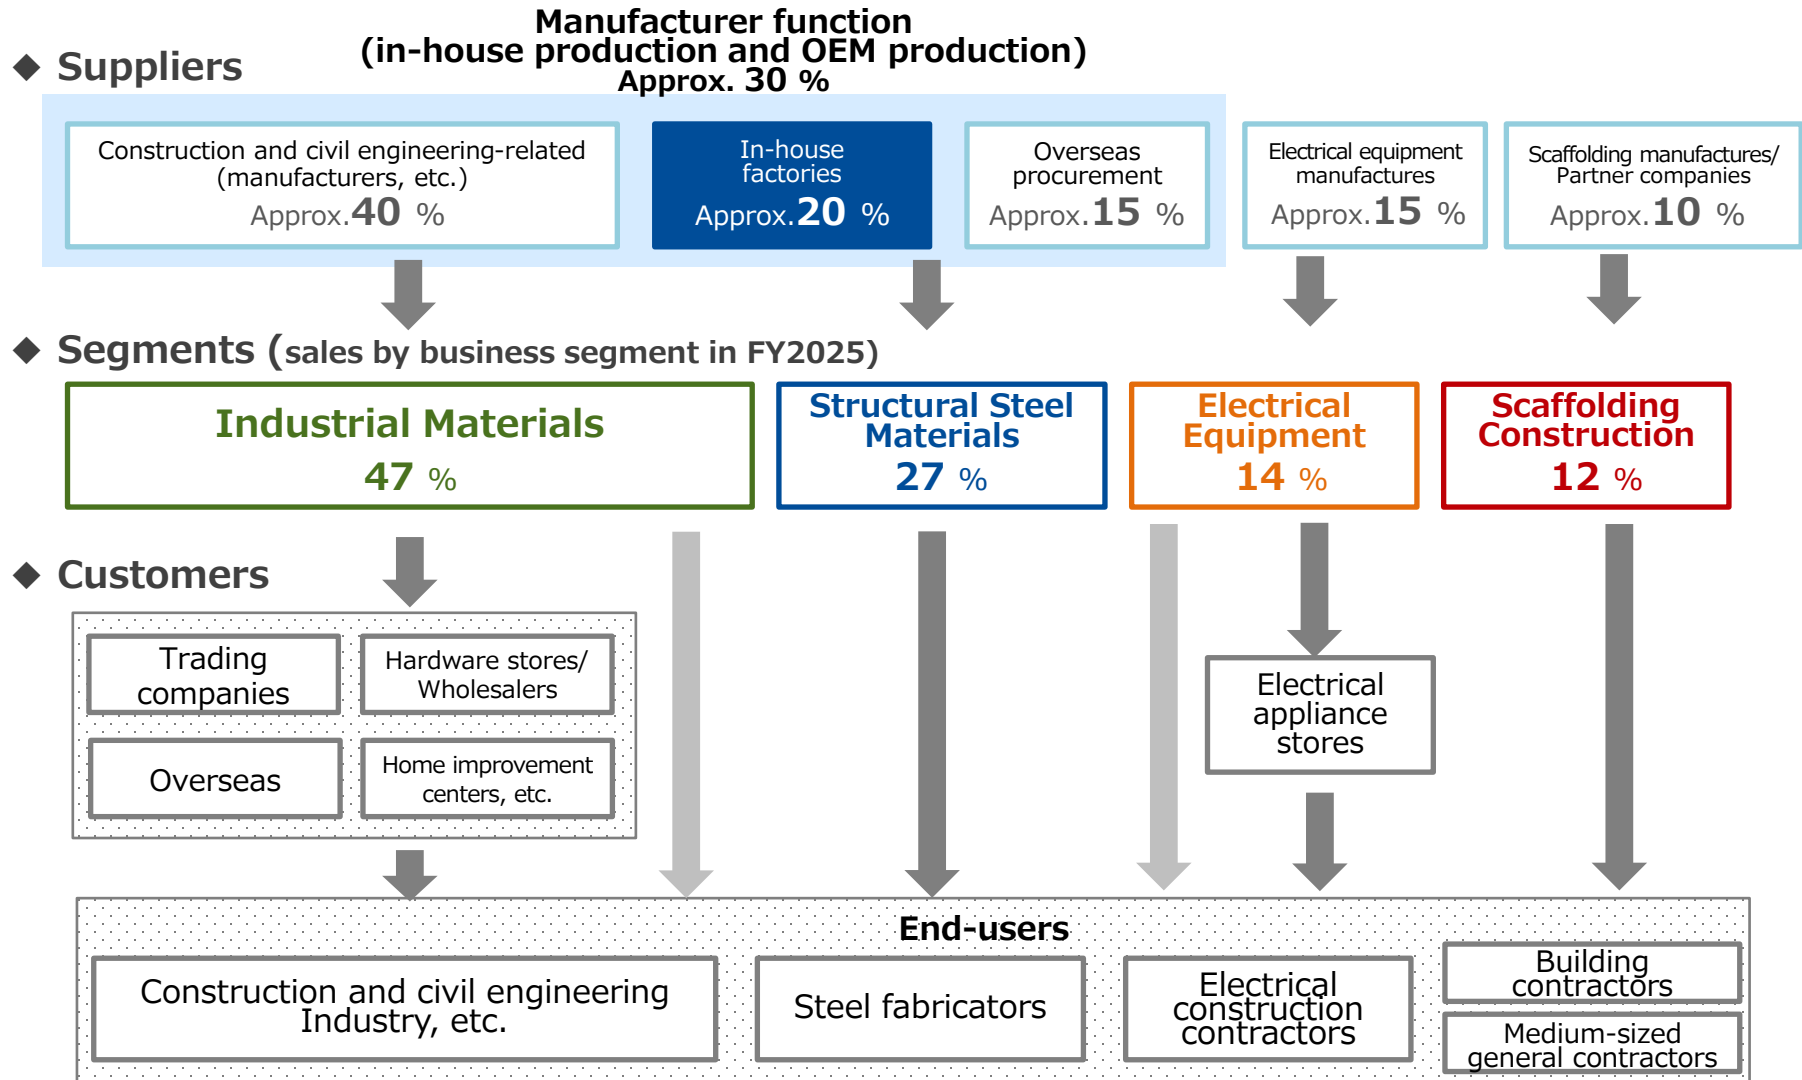 Manufacturer function
(in-house production and OEM production)
Approx. 30 %
◆ Suppliers
Construction and civil engineering-related
(manufacturers, etc.)
Approx.40 %
In-house
factories
Approx.20 %
Overseas
procurement
Approx.15 %
Electrical equipment
manufactures
Approx.15 %
Scaffolding manufactures/
Partner companies
Approx.10 %
◆ Segments (sales by business segment in FY2025)
Industrial Materials
47 %
Structural Steel
Materials
27 %
Electrical
Equipment
14 %
Scaffolding
Construction
12 %
◆ Customers
Trading
companies
Hardware stores/
Wholesalers
Overseas
Home improvement
centers, etc.
Electrical
appliance
stores
End-users
Construction and civil engineering
Industry, etc.
Steel fabricators
Electrical
construction
contractors
Building
contractors
Medium-sized
general contractors